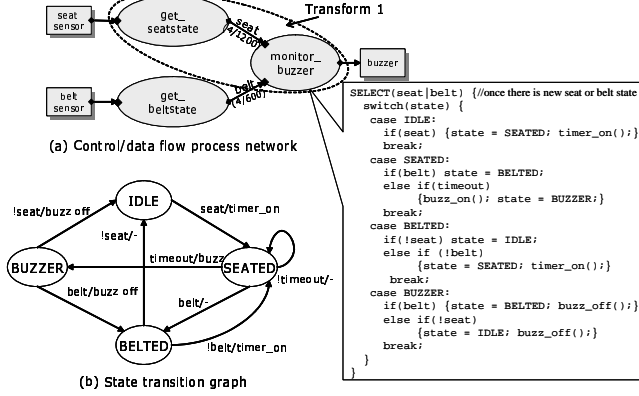 seat
sensor
get_
seatstate
seat
(4/1200)
Transform 1
monitor_
buzzer
buzzer
belt
sensor
get_
beltstate
belt
(4/600)
(a) Control/data flow process network
IDLE
!seat/buzz off
seat/timer_on
!seat/-
BUZZER
timeout/buzz
SEATED
!timeout/-
belt/buzz off
belt/-
BELTED
!belt/timer_on
(b) State transition graph
SELECT(seat|belt) {//once there is new seat or belt state
switch(state) {
case IDLE:
if(seat) {state = SEATED; timer_on();}
break;
case SEATED:
if(belt) state = BELTED;
else if(timeout)
{buzz_on(); state = BUZZER;}
break;
case BELTED:
if(!seat) state = IDLE;
else if (!belt)
{state = SEATED; timer_on();}
break;
case BUZZER:
if(belt) {state = BELTED; buzz_off();}
else if(!seat)
{state = IDLE; buzz_off();}
break;
}
}